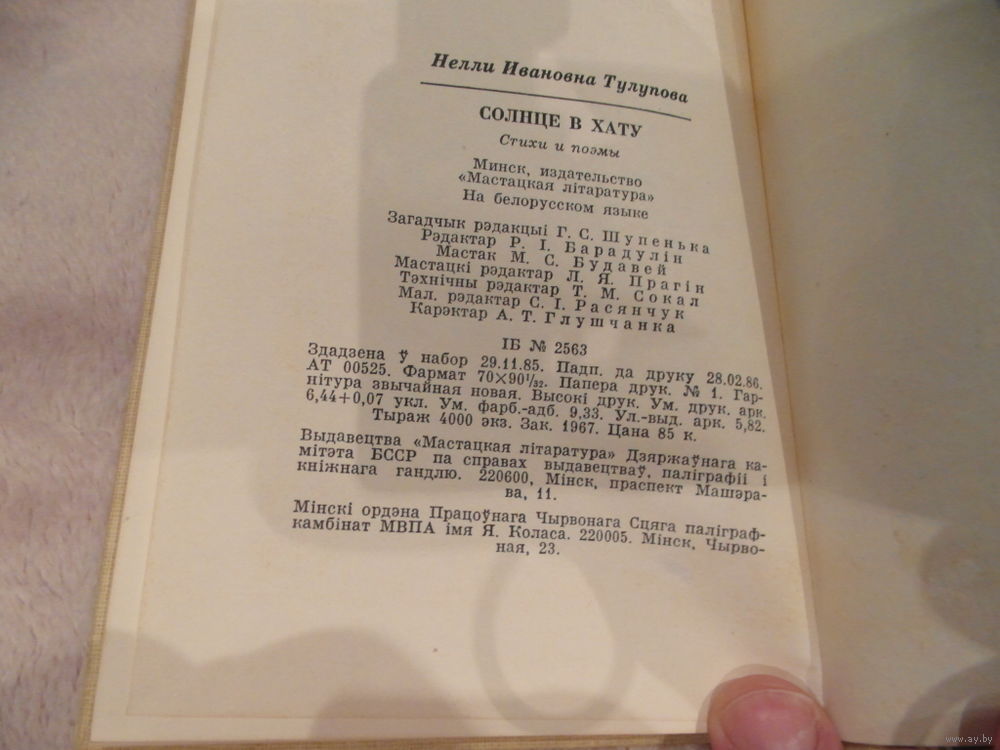 Нелли Ивановна Тулупова
СОЛНЦЕ В ХАТУ
Стихи и поэмы
Минск, издательство
«Мастацкая літаратура»
На белорусском языке
Загадчык рэдакцыі Г. С. Шупенька
Рэдактар Р. І. Барадулін
Мастак М. С. Будавей
Мастацкі рэдактар Л. Я. Прагін
Тэхнічны рэдактар Т. М. Сокал
Мал. рэдактар С. І. Расянчук
Карэктар А. Т. Глушчанка
ІБ № 2563
Здадзена ў набор 29.11.85. Падп. да друку 28.02.86.
АТ 00525. Фармат 70×90¹/₃₂. Папера друк. № 1. Гар-
нітура звычайная новая. Высокі друк. Ум. друк. арк.
6,44+0,07 укл. Ум. фарб.-адб. 9,33. Ул.-выд. арк. 5,82.
Тыраж 4000 экз. Зак. 1967. Цана 85 к.
Выдавецтва «Мастацкая літаратура» Дзяржаўнага ка-
мітэта БССР па справах выдавецтваў, паліграфіі і
кніжнага гандлю. 220600, Мінск, праспект Машэра-
ва, 11.
Мінскі ордэна Працоўнага Чырвонага Сцяга паліграф-
камбінат МВПА імя Я. Коласа. 220005. Мінск, Чырво-
ная, 23.
www.ay.by